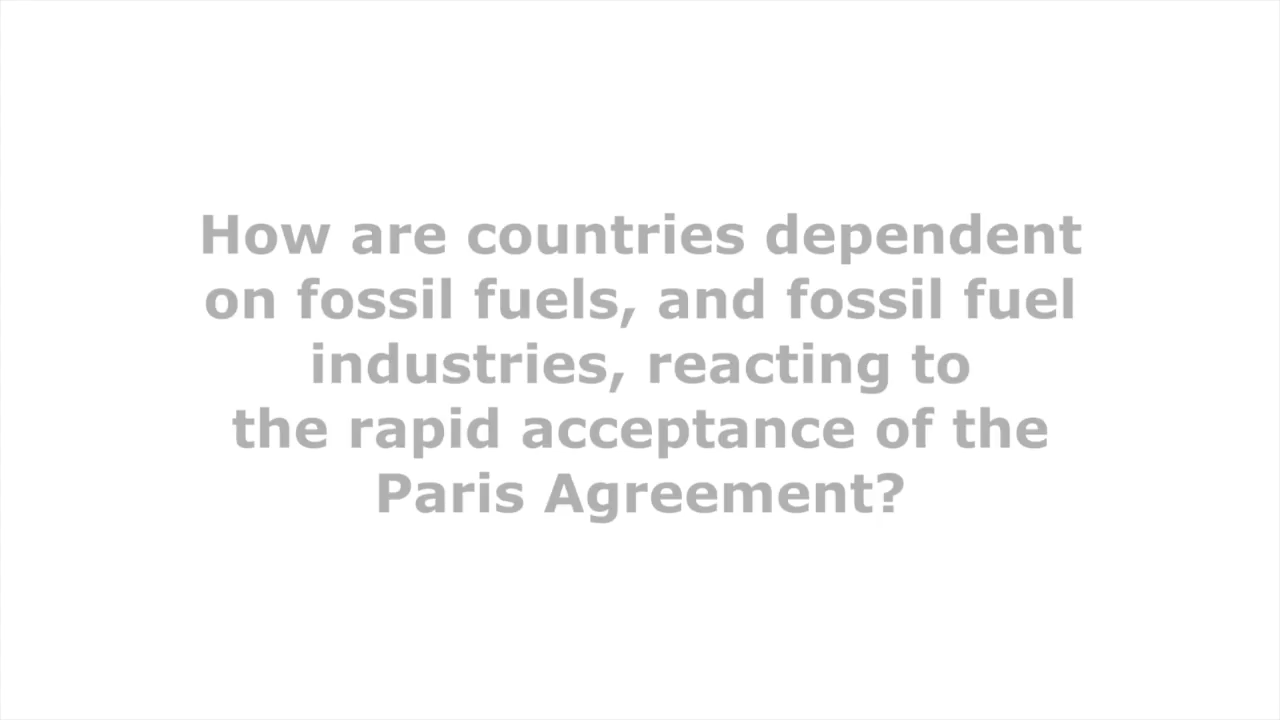 How are countries dependent
on fossil fuels, and fossil fuel
industries, reacting to
the rapid acceptance of the
Paris Agreement?